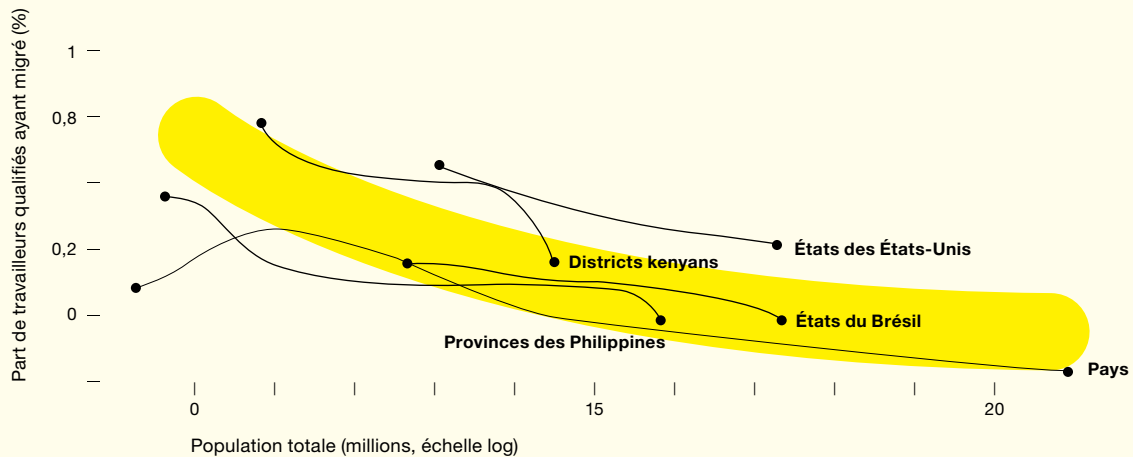 Part de travailleurs qualifiés ayant migré (%)
1
0,8
0,2
0
États des États-Unis
Districts kenyans
États du Brésil
Provinces des Philippines
Pays
0 15 20
Population totale (millions, échelle log)